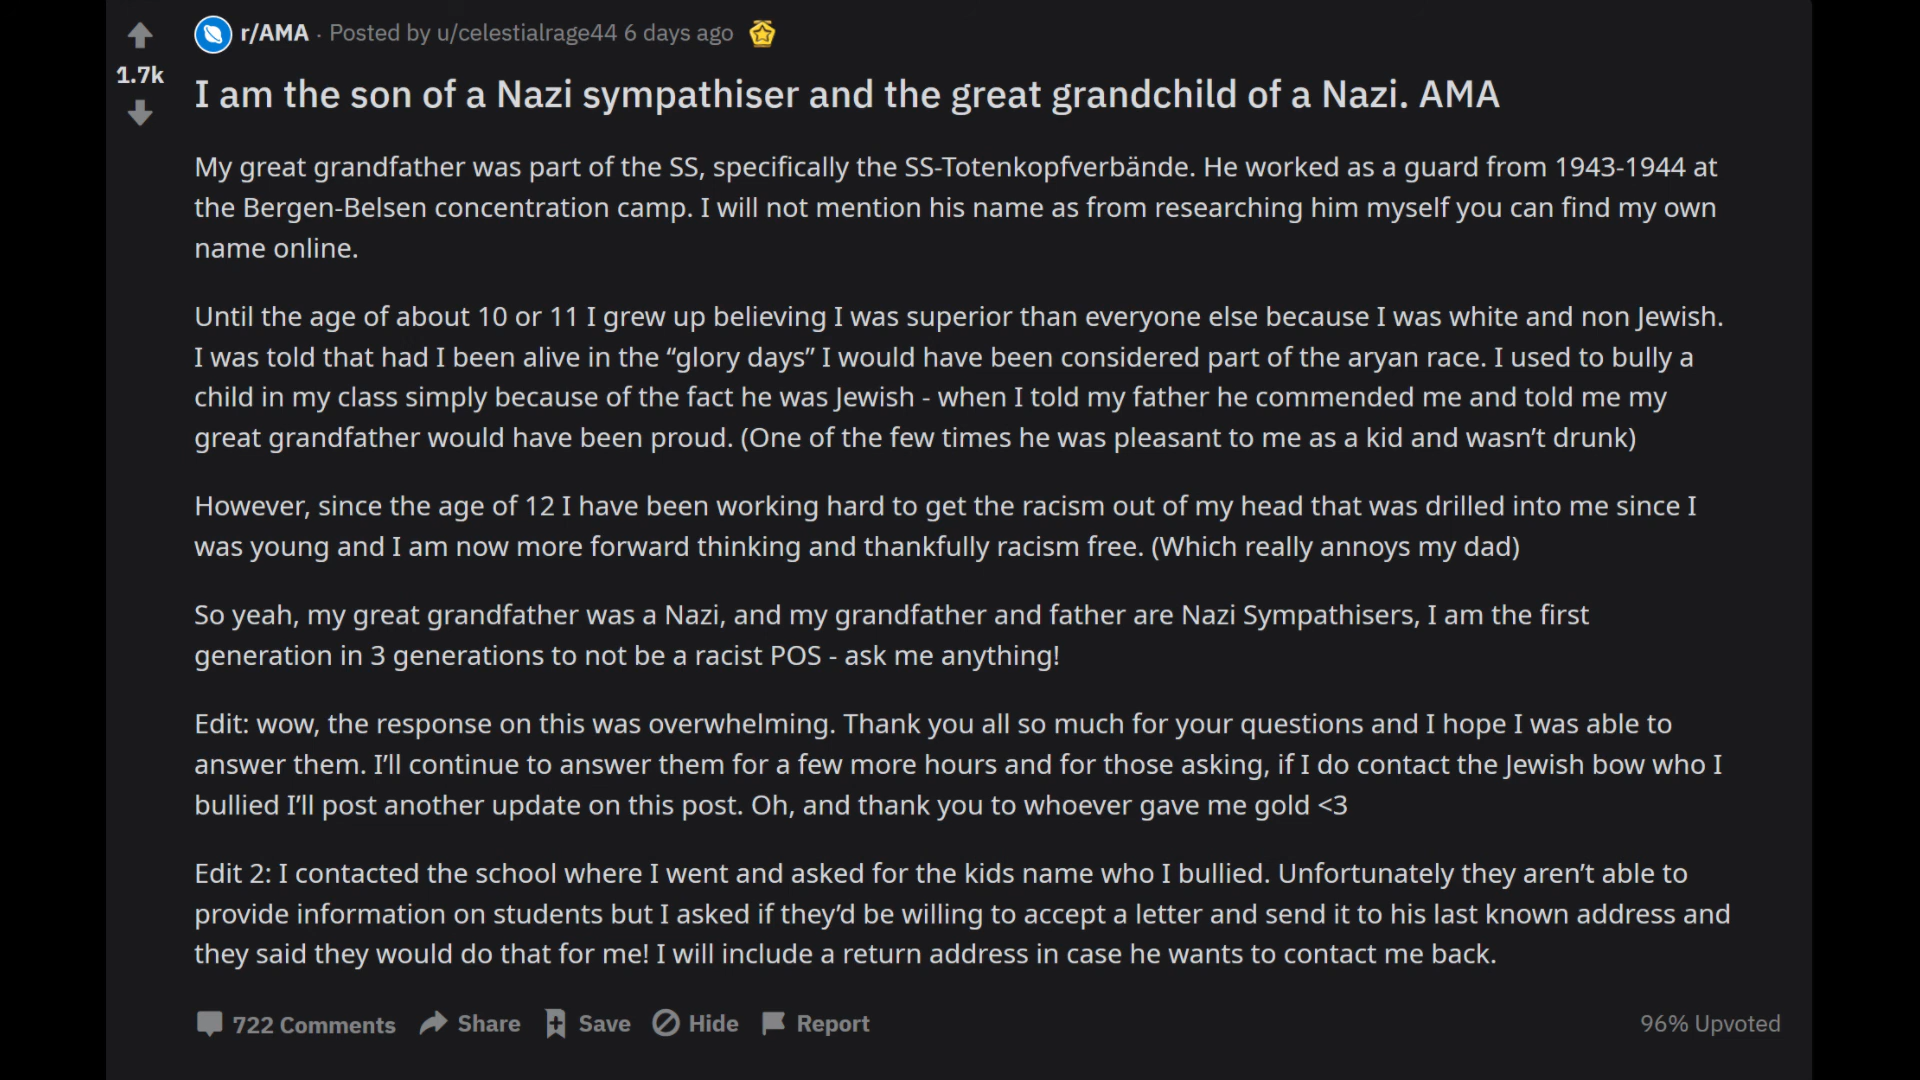 r/AMA · Posted by u/celestialrage44 6 days ago
1.7k
I am the son of a Nazi sympathiser and the great grandchild of a Nazi. AMA
My great grandfather was part of the SS, specifically the SS-Totenkopfverbände. He worked as a guard from 1943-1944 at
the Bergen-Belsen concentration camp. I will not mention his name as from researching him myself you can find my own
name online.
Until the age of about 10 or 11 I grew up believing I was superior than everyone else because I was white and non Jewish.
I was told that had I been alive in the “glory days” I would have been considered part of the aryan race. I used to bully a
child in my class simply because of the fact he was Jewish - when I told my father he commended me and told me my
great grandfather would have been proud. (One of the few times he was pleasant to me as a kid and wasn’t drunk)
However, since the age of 12 I have been working hard to get the racism out of my head that was drilled into me since I
was young and I am now more forward thinking and thankfully racism free. (Which really annoys my dad)
So yeah, my great grandfather was a Nazi, and my grandfather and father are Nazi Sympathisers, I am the first
generation in 3 generations to not be a racist POS - ask me anything!
Edit: wow, the response on this was overwhelming. Thank you all so much for your questions and I hope I was able to
answer them. I’ll continue to answer them for a few more hours and for those asking, if I do contact the Jewish bow who I
bullied I’ll post another update on this post. Oh, and thank you to whoever gave me gold <3
Edit 2: I contacted the school where I went and asked for the kids name who I bullied. Unfortunately they aren’t able to
provide information on students but I asked if they’d be willing to accept a letter and send it to his last known address and
they said they would do that for me! I will include a return address in case he wants to contact me back.
722 Comments Share Save Hide Report 96% Upvoted